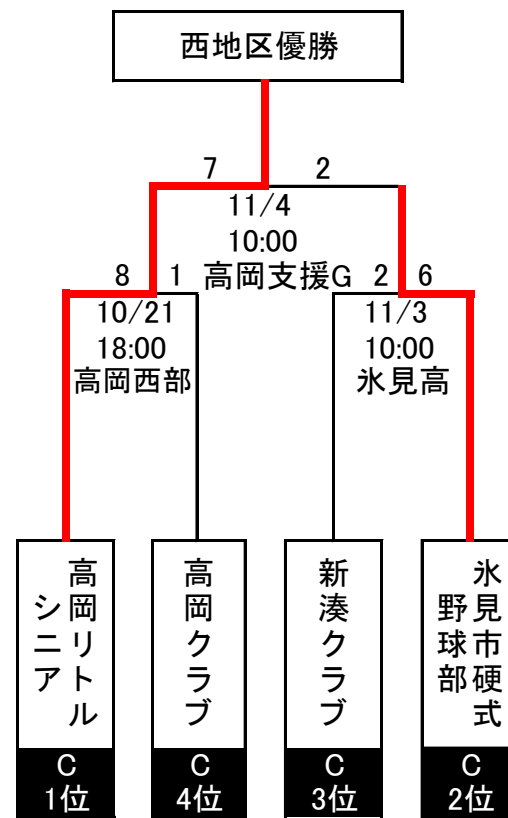 西地区優勝
7 2
11/4
10:00
高岡支援G
8 1
2 6
10/21
18:00
高岡西部
11/3
10:00
氷見高
高岡リトル
シニア
高岡クラブ
新湊クラブ
氷見市硬式
野球部
C
1位
C
4位
C
3位
C
2位